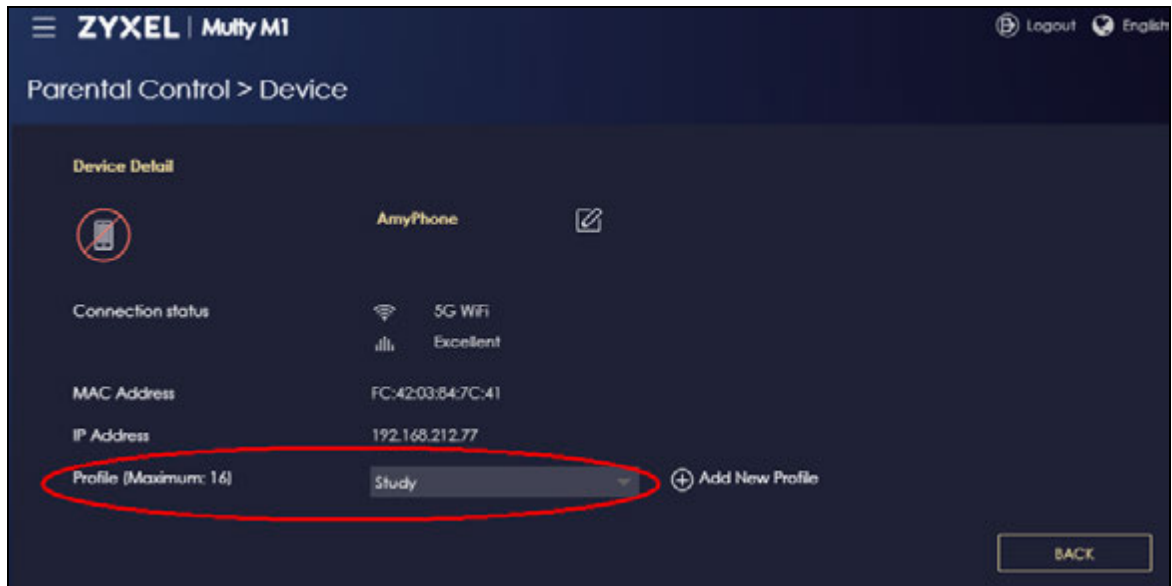 ZYXEL | Multy M1
Logout English
Parental Control > Device
Device Detail
AmyPhone
Connection status 5G WiFi
Excellent
MAC Address FC:42:03:84:7C:41
IP Address 192.168.212.77
Profile (Maximum: 16) Study Add New Profile
BACK